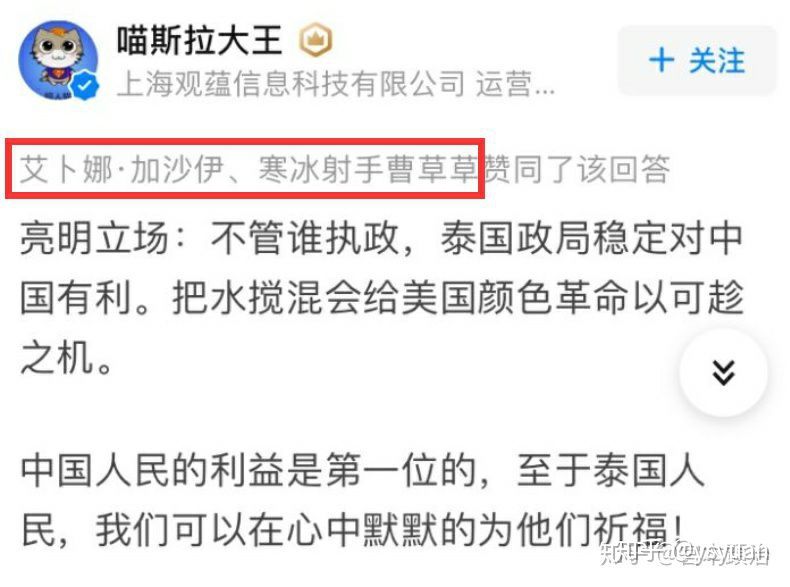 喵斯拉大王
上海观蕴信息科技有限公司 运营...
+ 关注
艾卜娜·加沙伊、寒冰射手曹草草赞同了该回答
亮明立场：不管谁执政，泰国政局稳定对中
国有利。把水搅混会给美国颜色革命以可趁
之机。
中国人民的利益是第一位的，至于泰国人
民，我们可以在心中默默的为他们祈福！
知乎 @ysyuan